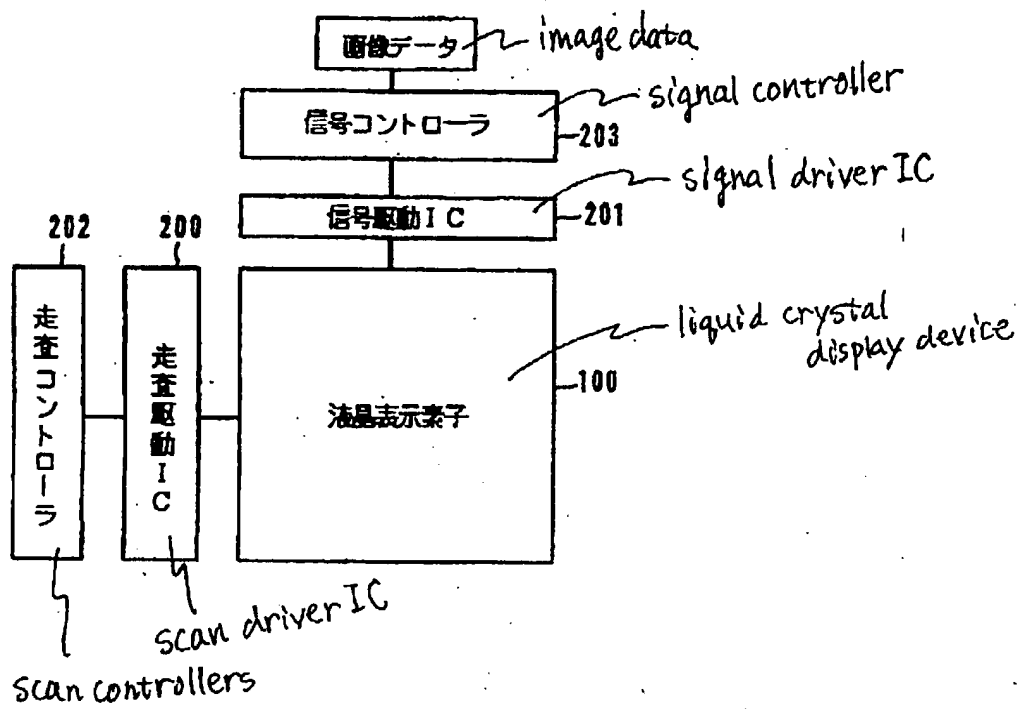 画像データ
image data
信号コントローラ
signal controller
203
信号駆動IC
signal driver IC
201
202
200
走査コントローラ
走査駆動IC
液晶表示素子
liquid crystal
display device
100
scan driver IC
scan controllers